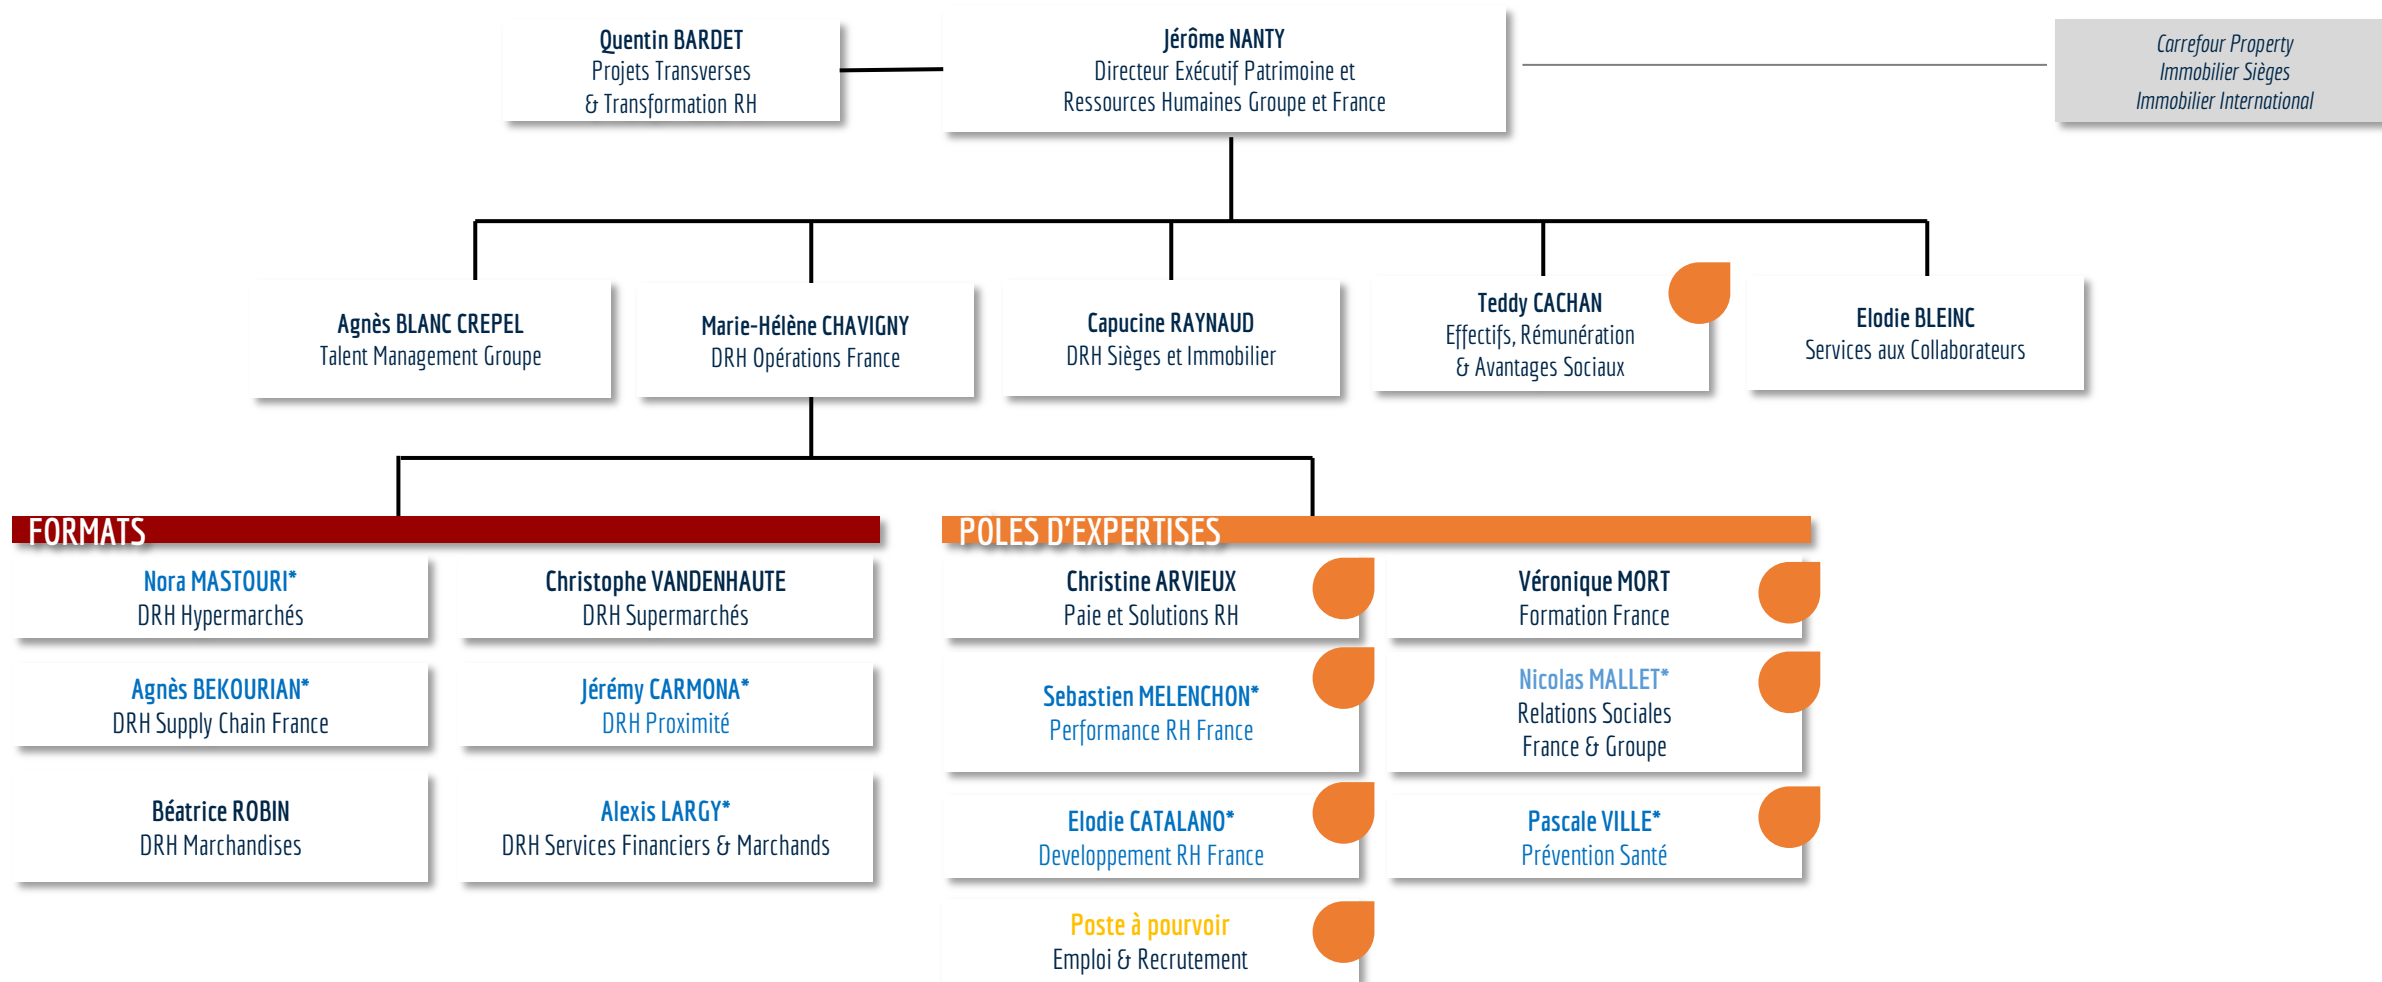 Quentin BARDET
Projets Transverses
& Transformation RH
Jérôme NANTY
Directeur Exécutif Patrimoine et
Ressources Humaines Groupe et France
Carrefour Property
Immobilier Sièges
Immobilier International
Agnès BLANC CREPEL
Talent Management Groupe
Marie-Hélène CHAVIGNY
DRH Opérations France
Capucine RAYNAUD
DRH Sièges et Immobilier
Teddy CACHAN
Effectifs, Rémunération
& Avantages Sociaux
Elodie BLEINC
Services aux Collaborateurs
FORMATS
Nora MASTOURI*
DRH Hypermarchés
Christophe VANDENHAUTE
DRH Supermarchés
Agnès BEKOURIAN*
DRH Supply Chain France
Jérémy CARMONA*
DRH Proximité
Béatrice ROBIN
DRH Marchandises
Alexis LARGY*
DRH Services Financiers & Marchands
POLES D'EXPERTISES
Christine ARVIEUX
Paie et Solutions RH
Véronique MORT
Formation France
Sebastien MELENCHON*
Performance RH France
Nicolas MALLET*
Relations Sociales
France & Groupe
Elodie CATALANO*
Developpement RH France
Pascale VILLE*
Prévention Santé
Poste à pourvoir
Emploi & Recrutement